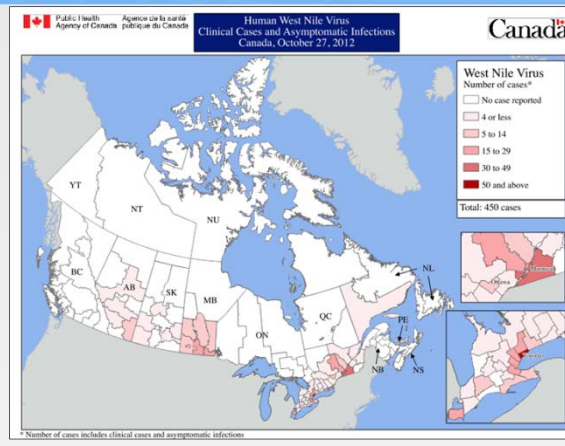 Public Health Agence de la santé
Agency of Canada publique du Canada
Human West Nile Virus
Clinical Cases and Asymptomatic Infections
Canada, October 27, 2012
Canada
West Nile Virus
Number of cases*
No case reported
4 or less
5 to 14
15 to 29
30 to 49
50 and above
Total: 450 cases
YT
NT
NU
BC
AB
SK
MB
ON
QC
NL
PE
NB
NS
Montreal
Ottawa
Toronto
* Number of cases includes clinical cases and asymptomatic infections